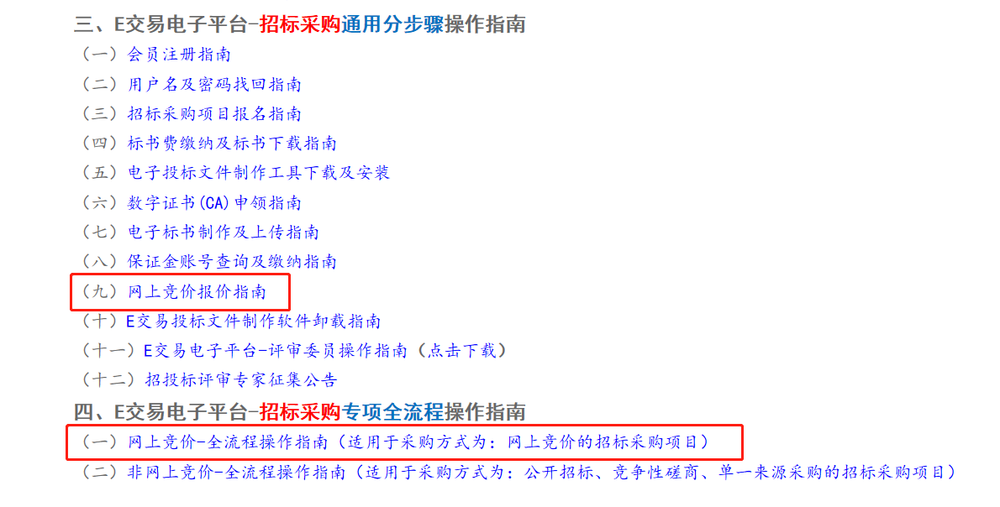 三、E交易电子平台-招标采购通用分步骤操作指南
（一）会员注册指南
（二）用户名及密码找回指南
（三）招标采购项目报名指南
（四）标书费缴纳及标书下载指南
（五）电子投标文件制作工具下载及安装
（六）数字证书(CA)申领指南
（七）电子标书制作及上传指南
（八）保证金账号查询及缴纳指南
（九）网上竞价报价指南
（十）E交易投标文件制作软件卸载指南
（十一）E交易电子平台-评审委员操作指南（点击下载）
（十二）招投标评审专家征集公告
四、E交易电子平台-招标采购专项全流程操作指南
（一）网上竞价-全流程操作指南（适用于采购方式为：网上竞价的招标采购项目）
（二）非网上竞价-全流程操作指南（适用于采购方式为：公开招标、竞争性磋商、单一来源采购的招标采购项目）